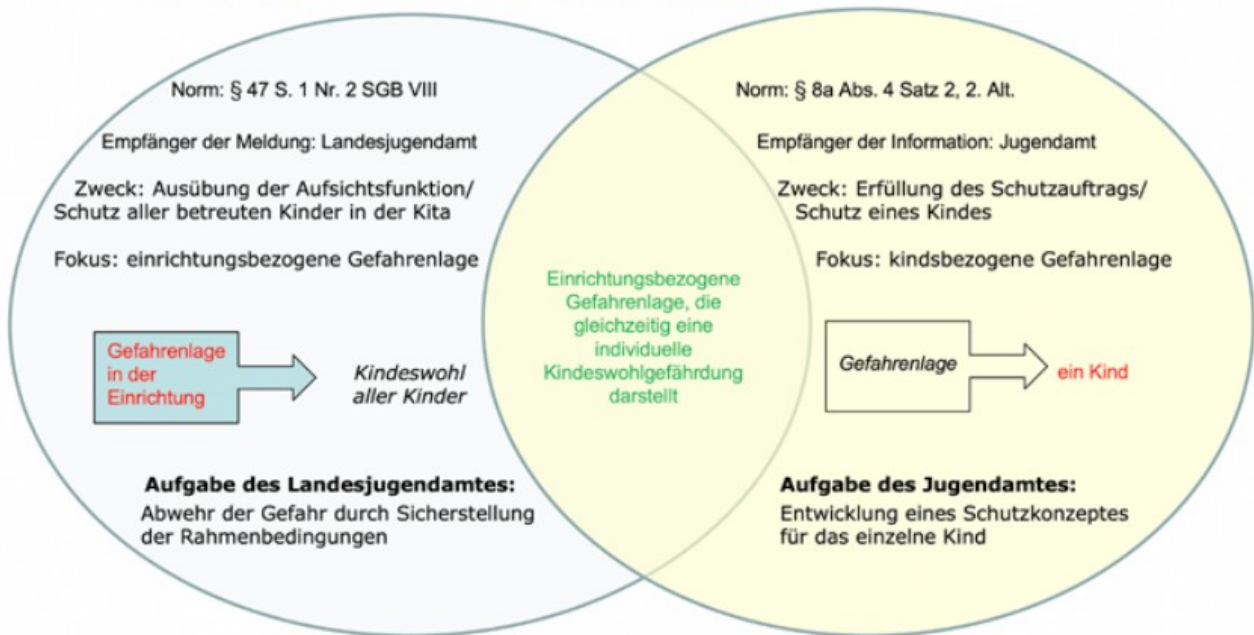 Norm: § 47 S. 1 Nr. 2 SGB VIII
Empfänger der Meldung: Landesjugendamt
Zweck: Ausübung der Aufsichtsfunktion/
Schutz aller betreuten Kinder in der Kita
Fokus: einrichtungsbezogene Gefahrenlage
Gefahrenlage
in der
Einrichtung
Kindeswohl
aller Kinder
Aufgabe des Landesjugendamtes:
Abwehr der Gefahr durch Sicherstellung
der Rahmenbedingungen
Einrichtungsbezogene
Gefahrenlage, die
gleichzeitig eine
individuelle
Kindeswohlgefährdung
darstellt
Norm: § 8a Abs. 4 Satz 2, 2. Alt.
Empfänger der Information: Jugendamt
Zweck: Erfüllung des Schutzauftrags/
Schutz eines Kindes
Fokus: kindsbezogene Gefahrenlage
Gefahrenlage
ein Kind
Aufgabe des Jugendamtes:
Entwicklung eines Schutzkonzeptes
für das einzelne Kind